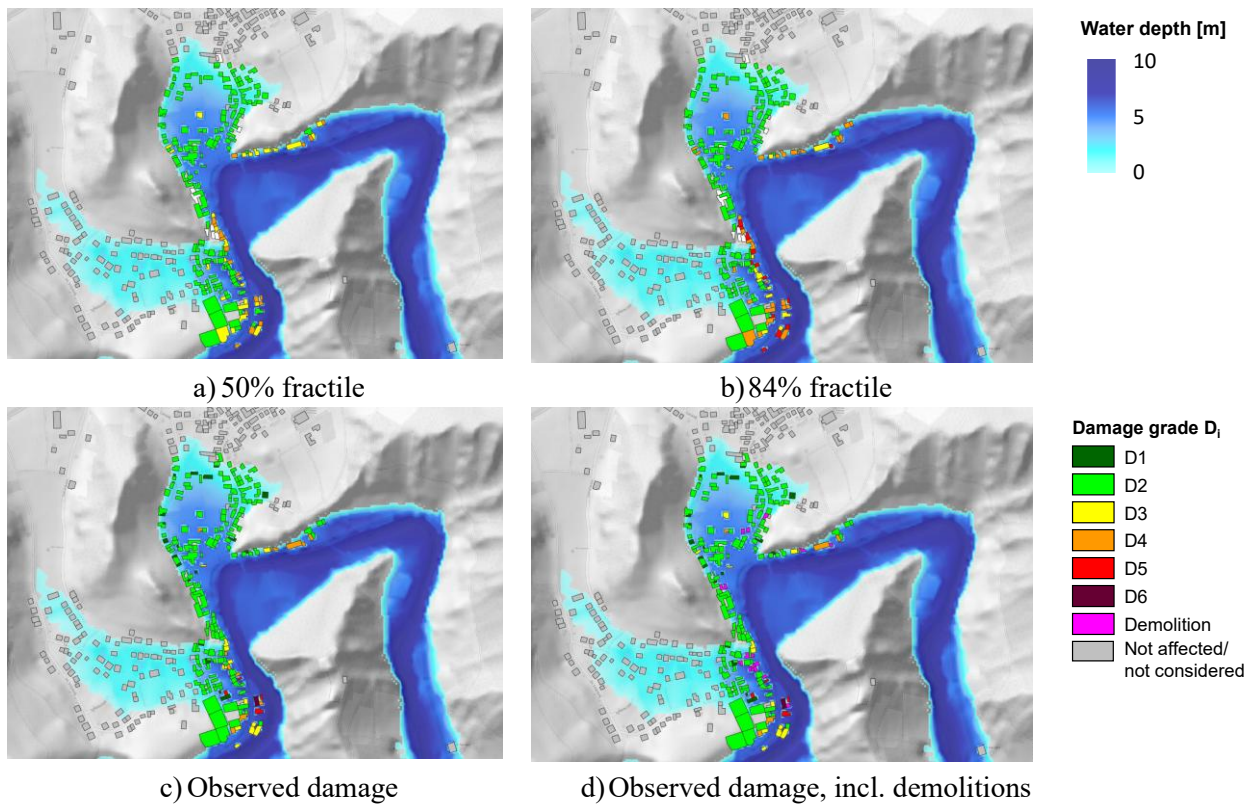 Water depth [m]
10
5
0
a) 50% fractile
b) 84% fractile
Damage grade Di
D1
D2
D3
D4
D5
D6
Demolition
Not affected/
not considered
c) Observed damage
d) Observed damage, incl. demolitions